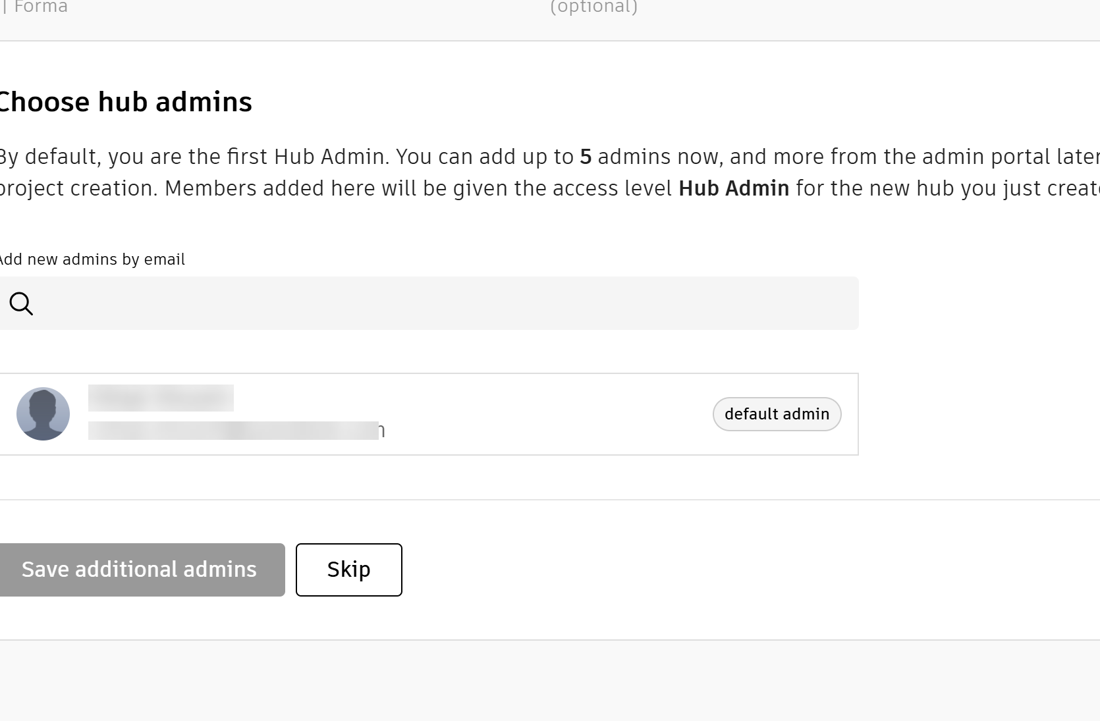 | Forma
(optional)
Choose hub admins
By default, you are the first Hub Admin. You can add up to 5 admins now, and more from the admin portal later
project creation. Members added here will be given the access level Hub Admin for the new hub you just
Add new admins by email
default admin
Save additional admins
Skip